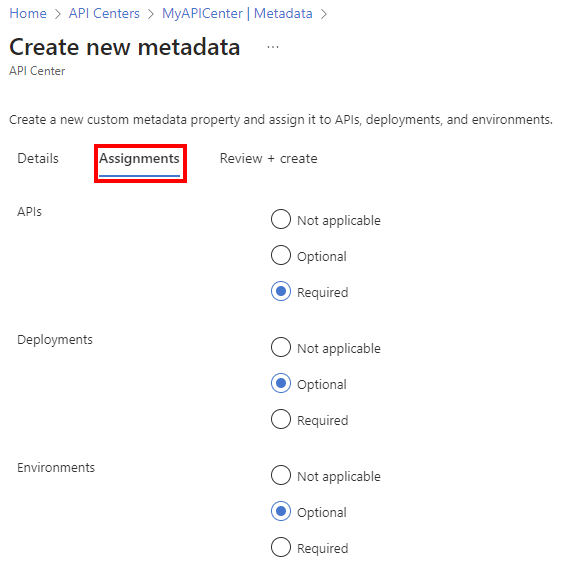 Home > API Centers > MyAPICenter | Metadata >
Create new metadata ...
API Center
Create a new custom metadata property and assign it to APIs, deployments, and environments.
Details Assignments Review + create
APIs
Not applicable
Optional
Required
Deployments
Not applicable
Optional
Required
Environments
Not applicable
Optional
Required